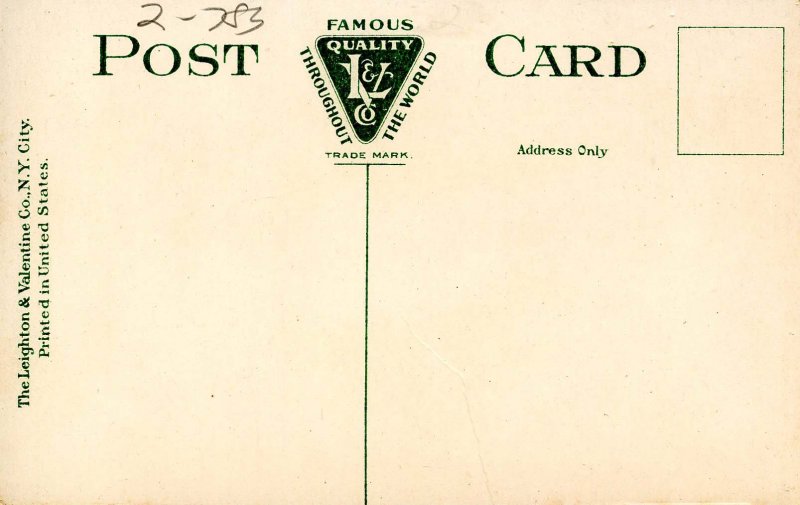 2-783
POST CARD
FAMOUS
QUALITY
THROUGHOUT
THE WORLD
L&V
Co
TRADE MARK.
Address Only
The Leighton & Valentine Co., N.Y. City.
Printed in United States.